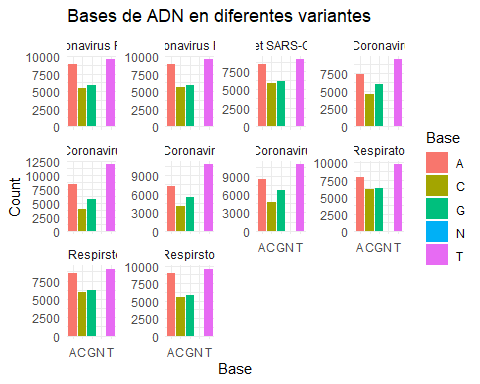 Bases de ADN en diferentes variantes
onavirus
onavirus
et SARS-C
Coronavir
10000
7500
5000
2500
0
10000
7500
5000
2500
0
7500
5000
2500
0
7500
5000
2500
0
Coronavir
Coronavir
Coronavir
Respirato
12500
10000
7500
5000
2500
0
9000
6000
3000
0
9000
6000
3000
0
10000
7500
5000
2500
0
ACGNT
ACGNT
Respirsto
Respirsto
7500
5000
2500
0
10000
7500
5000
2500
0
ACGNT
ACGNT
Count
Base
Base
A
C
G
N
T